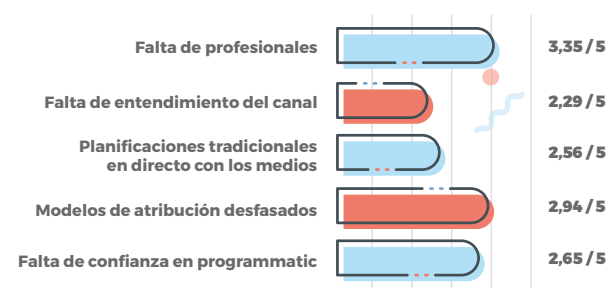 Falta de profesionales 3,35 / 5
Falta de entendimiento del canal 2,29 / 5
Planificaciones tradicionales
en directo con los medios 2,56 / 5
Modelos de atribución desfasados 2,94 / 5
Falta de confianza en programmatic 2,65 / 5